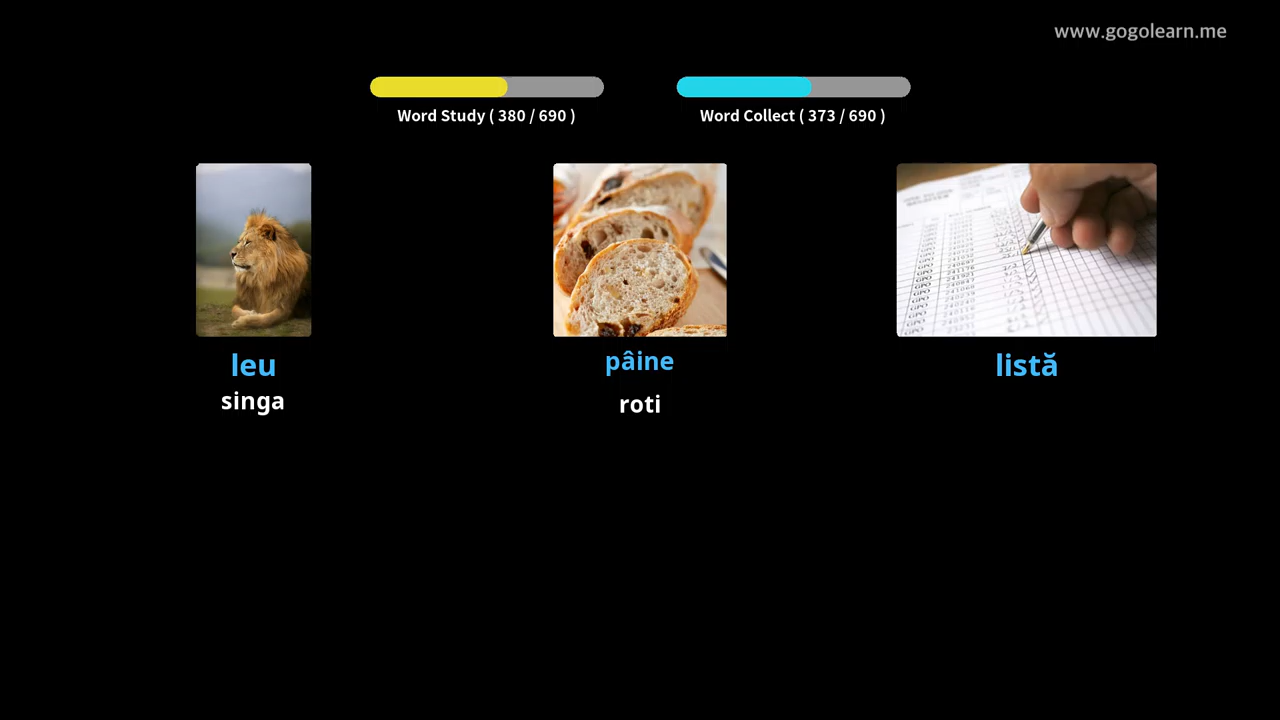 www.gogolearn.me
Word Study ( 380 / 690 )
Word Collect ( 373 / 690 )
leu
singa
pâine
roti
listă